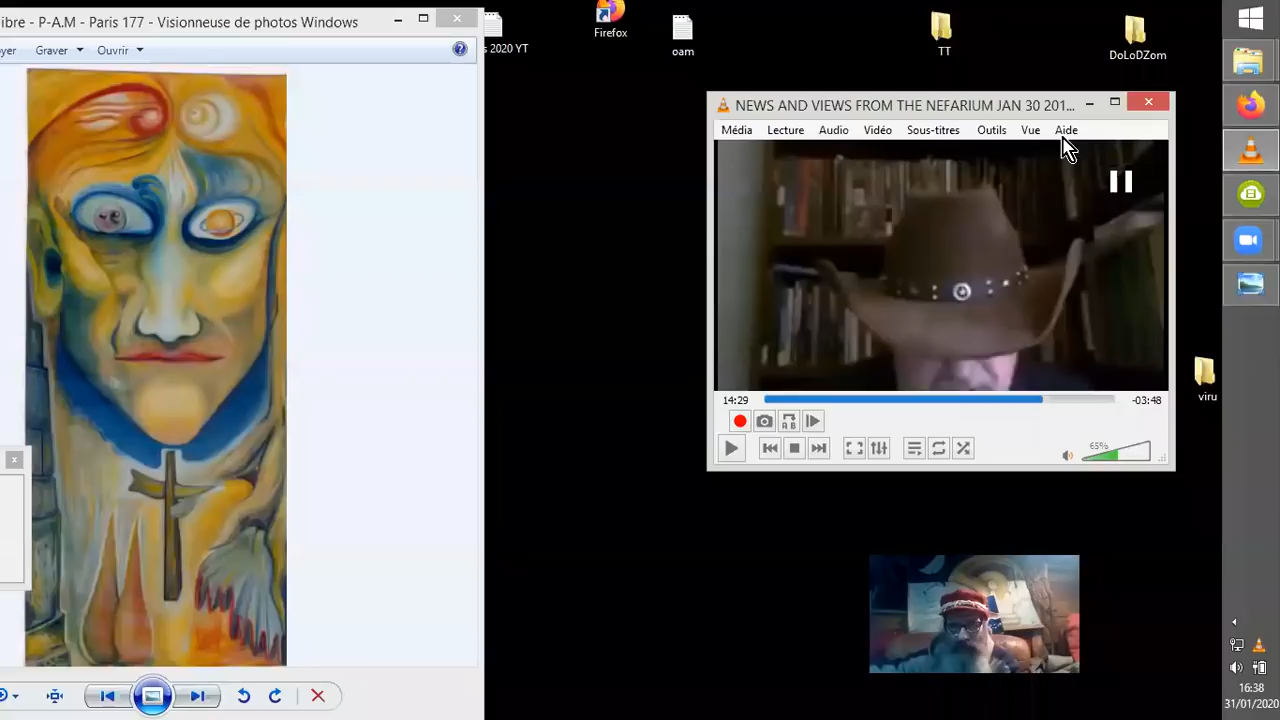 libre - P-A.M - Paris 177 - Visionneuse de photos Windows
Graver
Ouvrir
s 2020 YT
Firefox
oam
TT
DoLoDZom
NEWS AND VIEWS FROM THE NEFARIUM JAN 30 201...
Média Lecture Audio Vidéo Sous-titres Outils Vue Aide
14:29
-03:48
65%
viru
16:38
31/01/2020